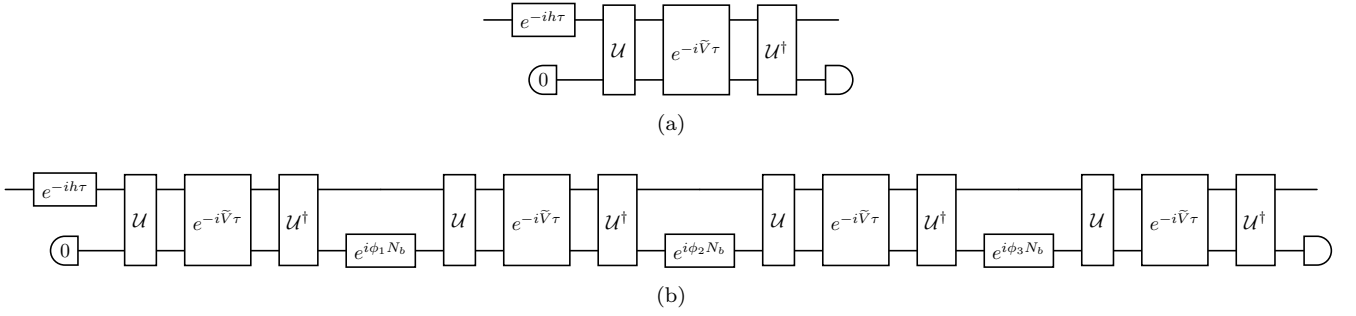 $e^{-ih\tau}$ $\mathcal{U}$ $e^{-i\widetilde{V}\tau}$ $\mathcal{U}^\dagger$
0
(a)
$e^{-ih\tau}$ $\mathcal{U}$ $e^{-i\widetilde{V}\tau}$ $\mathcal{U}^\dagger$ $\mathcal{U}$ $e^{-i\widetilde{V}\tau}$ $\mathcal{U}^\dagger$ $\mathcal{U}$ $e^{-i\widetilde{V}\tau}$ $\mathcal{U}^\dagger$ $\mathcal{U}$ $e^{-i\widetilde{V}\tau}$ $\mathcal{U}^\dagger$
0 $e^{i\phi_1 N_b}$ $e^{i\phi_2 N_b}$ $e^{i\phi_3 N_b}$
(b)